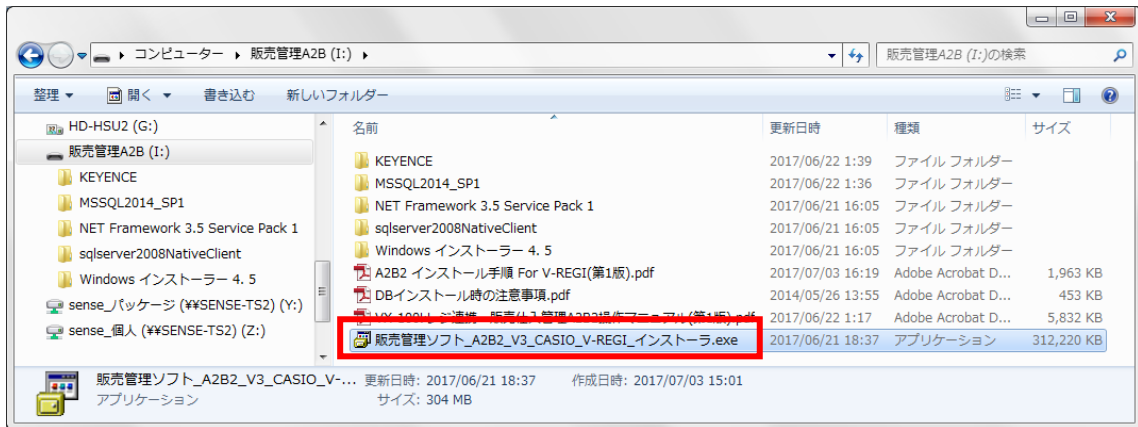 コンピューター ▸ 販売管理A2B (I:) ▸
販売管理A2B (I:)の検索
整理 ▼ 開く ▼ 書き込む 新しいフォルダー
HD-HSU2 (G:)
販売管理A2B (I:)
KEYENCE
MSSQL2014_SP1
NET Framework 3.5 Service Pack 1
sqlserver2008NativeClient
Windows インストーラー 4. 5
sense_パッケージ (¥¥SENSE-TS2) (Y:)
sense_個人 (¥¥SENSE-TS2) (Z:)
名前 更新日時 種類 サイズ
KEYENCE 2017/06/22 1:39 ファイル フォルダー
MSSQL2014_SP1 2017/06/22 1:36 ファイル フォルダー
NET Framework 3.5 Service Pack 1 2017/06/21 16:05 ファイル フォルダー
sqlserver2008NativeClient 2017/06/21 16:05 ファイル フォルダー
Windows インストーラー 4. 5 2017/06/21 16:05 ファイル フォルダー
A2B2 インストール手順 For V-REGI(第1版).pdf 2017/07/03 16:19 Adobe Acrobat D... 1,963 KB
DBインストール時の注意事項.pdf 2014/05/26 13:55 Adobe Acrobat D... 453 KB
2017/06/22 1:17 Adobe Acrobat D... 5,832 KB
販売管理ソフト_A2B2_V3_CASIO_V-REGI_インストーラ.exe 2017/06/21 18:37 アプリケーション 312,220 KB
販売管理ソフト_A2B2_V3_CASIO_V-... 更新日時: 2017/06/21 18:37 作成日時: 2017/07/03 15:01
アプリケーション サイズ: 304 MB